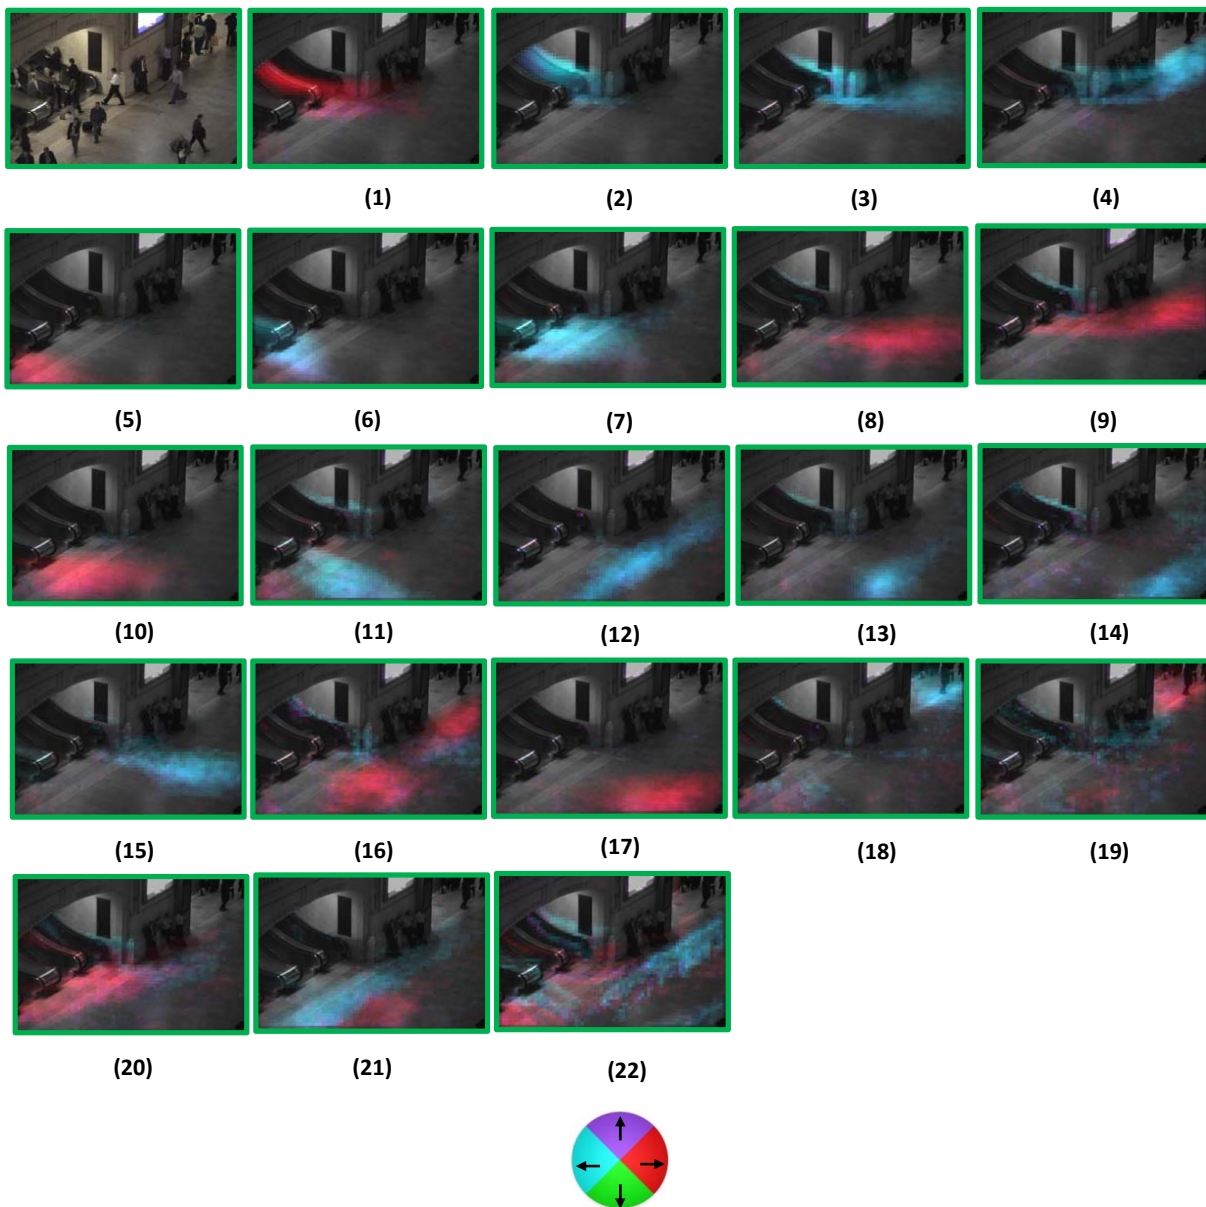 (1) (2) (3) (4)
(5) (6) (7) (8) (9)
(10) (11) (12) (13) (14)
(15) (16) (17) (18) (19)
(20) (21) (22)